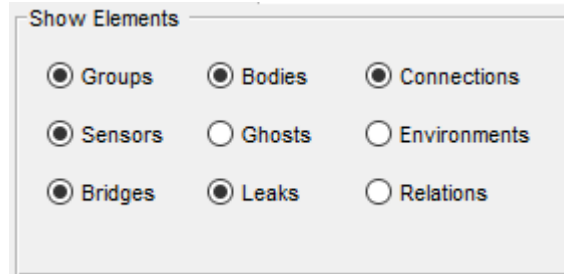 Show Elements
Groups Bodies Connections
Sensors Ghosts Environments
Bridges Leaks Relations